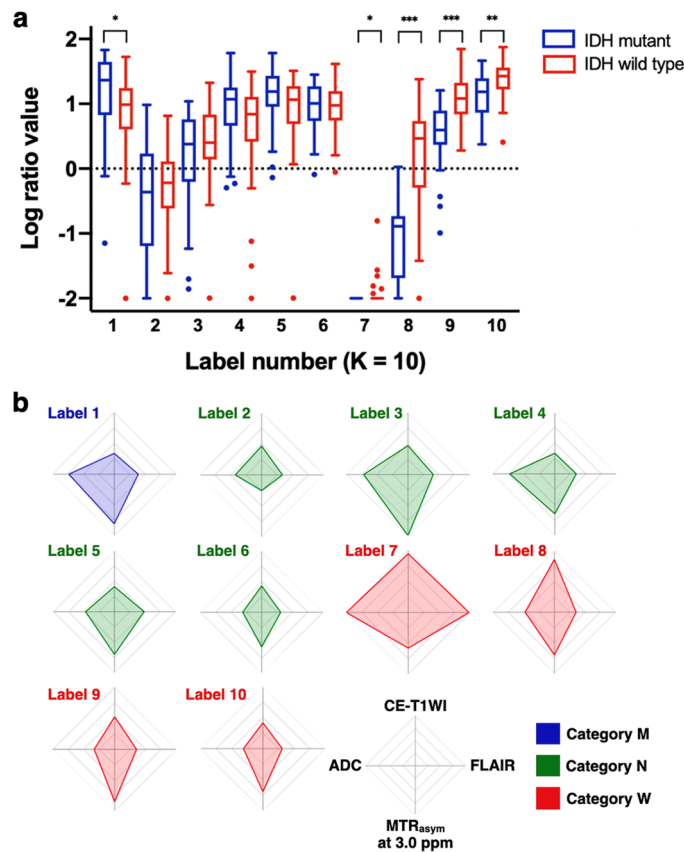 a
* * *** *** **
IDH mutant
IDH wild type
Log ratio value
2
1
0
-1
-2
1 2 3 4 5 6 7 8 9 10
Label number (K = 10)
b
Label 1 Label 2 Label 3 Label 4
Label 5 Label 6 Label 7 Label 8
Label 9 Label 10
CE-T1WI
ADC FLAIR
MTRasym
at 3.0 ppm
Category M
Category N
Category W